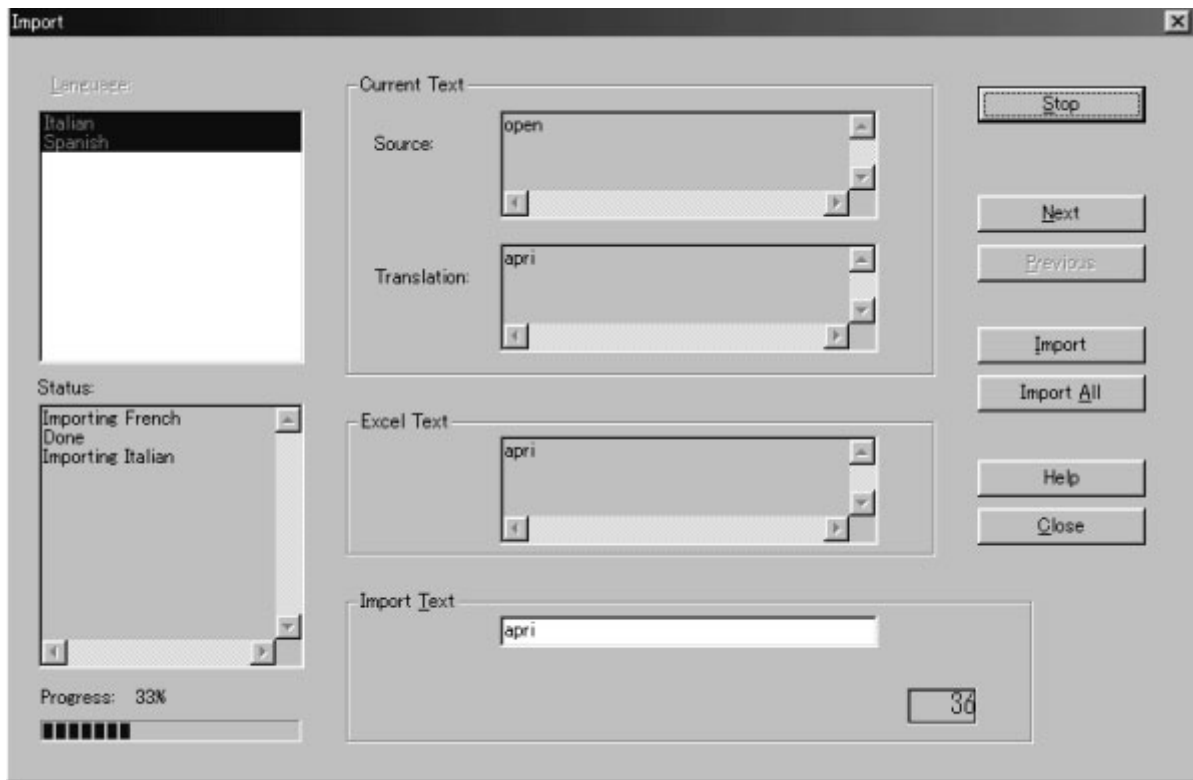 Import
Language:
Italian
Spanish
Status:
Importing French
Done
Importing Italian
Progress: 33%
Current Text
Source:
open
Translation:
apri
Excel Text
apri
Import Text
apri
36
Stop
Next
Previous
Import
Import All
Help
Close